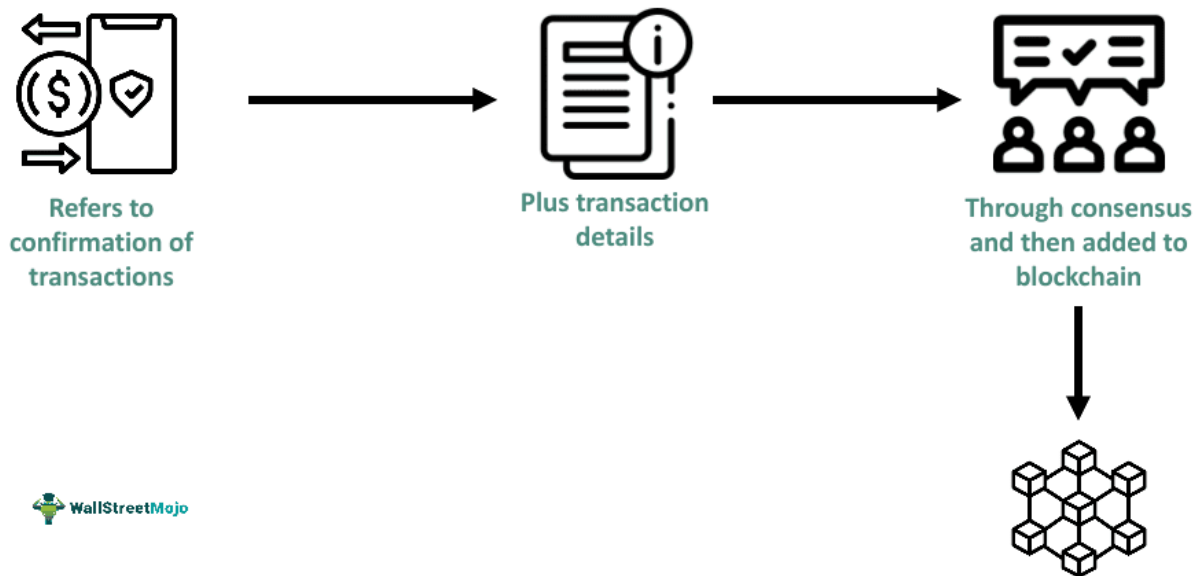 Refers to
confirmation of
transactions
Plus transaction
details
Through consensus
and then added to
blockchain
WallStreetMojo